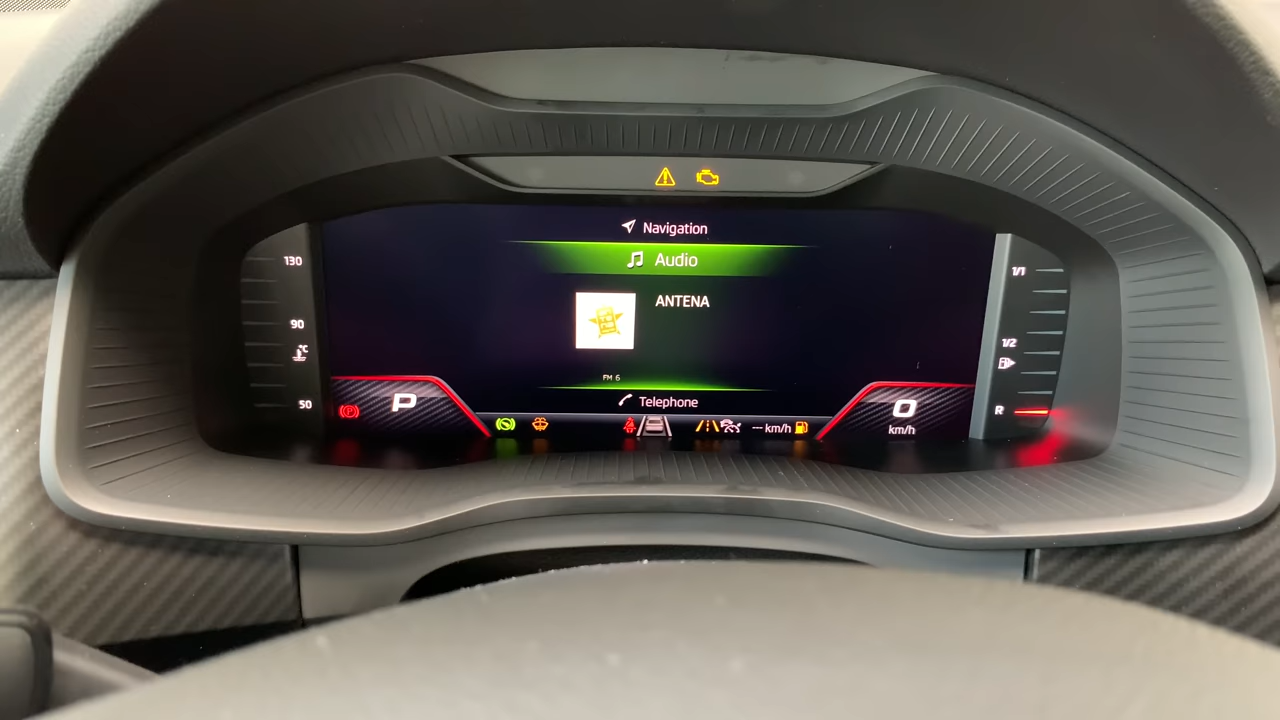 Navigation
Audio
130
1/1
ANTENA
90
°C
1/2
FM 6
50
P
Telephone
0
R
--- km/h
km/h